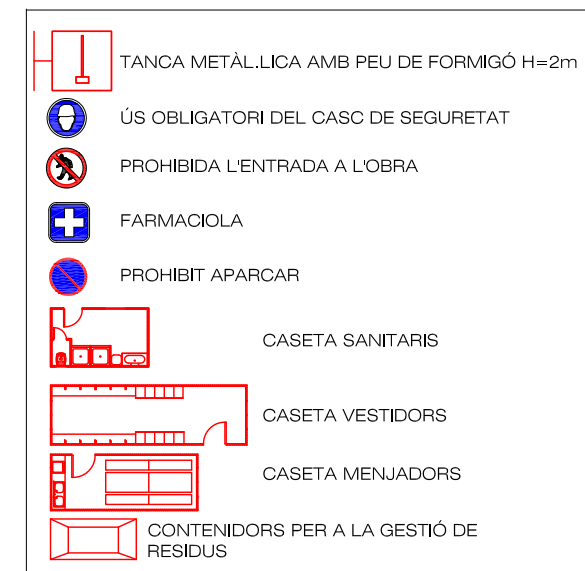 TANCA METÀL.LICA AMB PEU DE FORMIGÓ H=2m
ÚS OBLIGATORI DEL CASC DE SEGURETAT
PROHIBIDA L'ENTRADA A L'OBRA
FARMACIOLA
PROHIBIT APARCAR
CASETA SANITARIS
CASETA VESTIDORS
CASETA MENJADORS
CONTENIDORS PER A LA GESTIÓ DE
RESIDUS